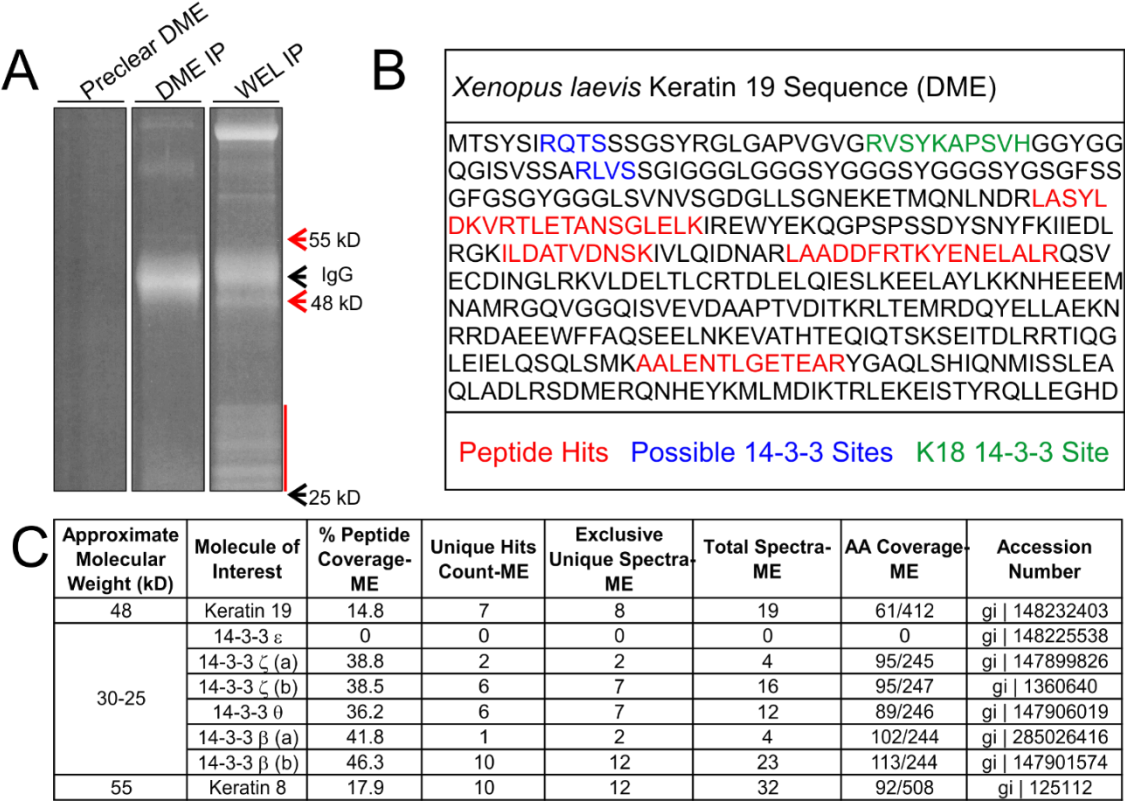 A
Preclear DME
DME IP
WEL IP
55 kD
IgG
48 kD
25 kD
B
Xenopus laevis Keratin 19 Sequence (DME)
MTSYSIRQTSSSGSYRGLGAPVGVGRVSYKAPSVHGGYGG
QGISVSSARLVSSGIGGGLGGGSYGGGSYGGGSYGSGFSS
GFGSGYGGGLSVNVSGDGLLSGNEKETMQNLNDRLASYL
DKVRTLETANSGLELKIREWYEKQGPSPSSDYSNYFKIIEDL
RGKILDATVDNSKIVLQIDNARLAADDFRTKYENELALRQSV
ECDINGLRKVLDELTLCRTDLELQIESLKEELAYLKKNHEEEM
NAMRGQVGGQISVEVDAAPTVDITKRLTEMRDQYELLAEKN
RRDAEEWFFAQSEELNKEVATHTEQIQTSKSEITDLRRTIQG
LEIELQSQLSMKAALENTLGETEARYGAQLSHIQNMISSLEA
QLADLRSDMERQNHEYKMLMDIKTRLEKEISTYRQLLEGHD
Peptide Hits Possible 14-3-3 Sites K18 14-3-3 Site
C
Approximate Molecular Weight (kD) Molecule of Interest % Peptide Coverage-ME Unique Hits Count-ME Exclusive Unique Spectra-ME Total Spectra-ME AA Coverage-ME Accession Number
48 Keratin 19 14.8 7 8 19 61/412 gi | 148232403
30-25 14-3-3 ε 0 0 0 0 0 gi | 148225538
14-3-3 ζ (a) 38.8 2 2 4 95/245 gi | 147899826
14-3-3 ζ (b) 38.5 6 7 16 95/247 gi | 1360640
14-3-3 θ 36.2 6 7 12 89/246 gi | 147906019
14-3-3 β (a) 41.8 1 2 4 102/244 gi | 285026416
14-3-3 β (b) 46.3 10 12 23 113/244 gi | 147901574
55 Keratin 8 17.9 10 12 32 92/508 gi | 125112